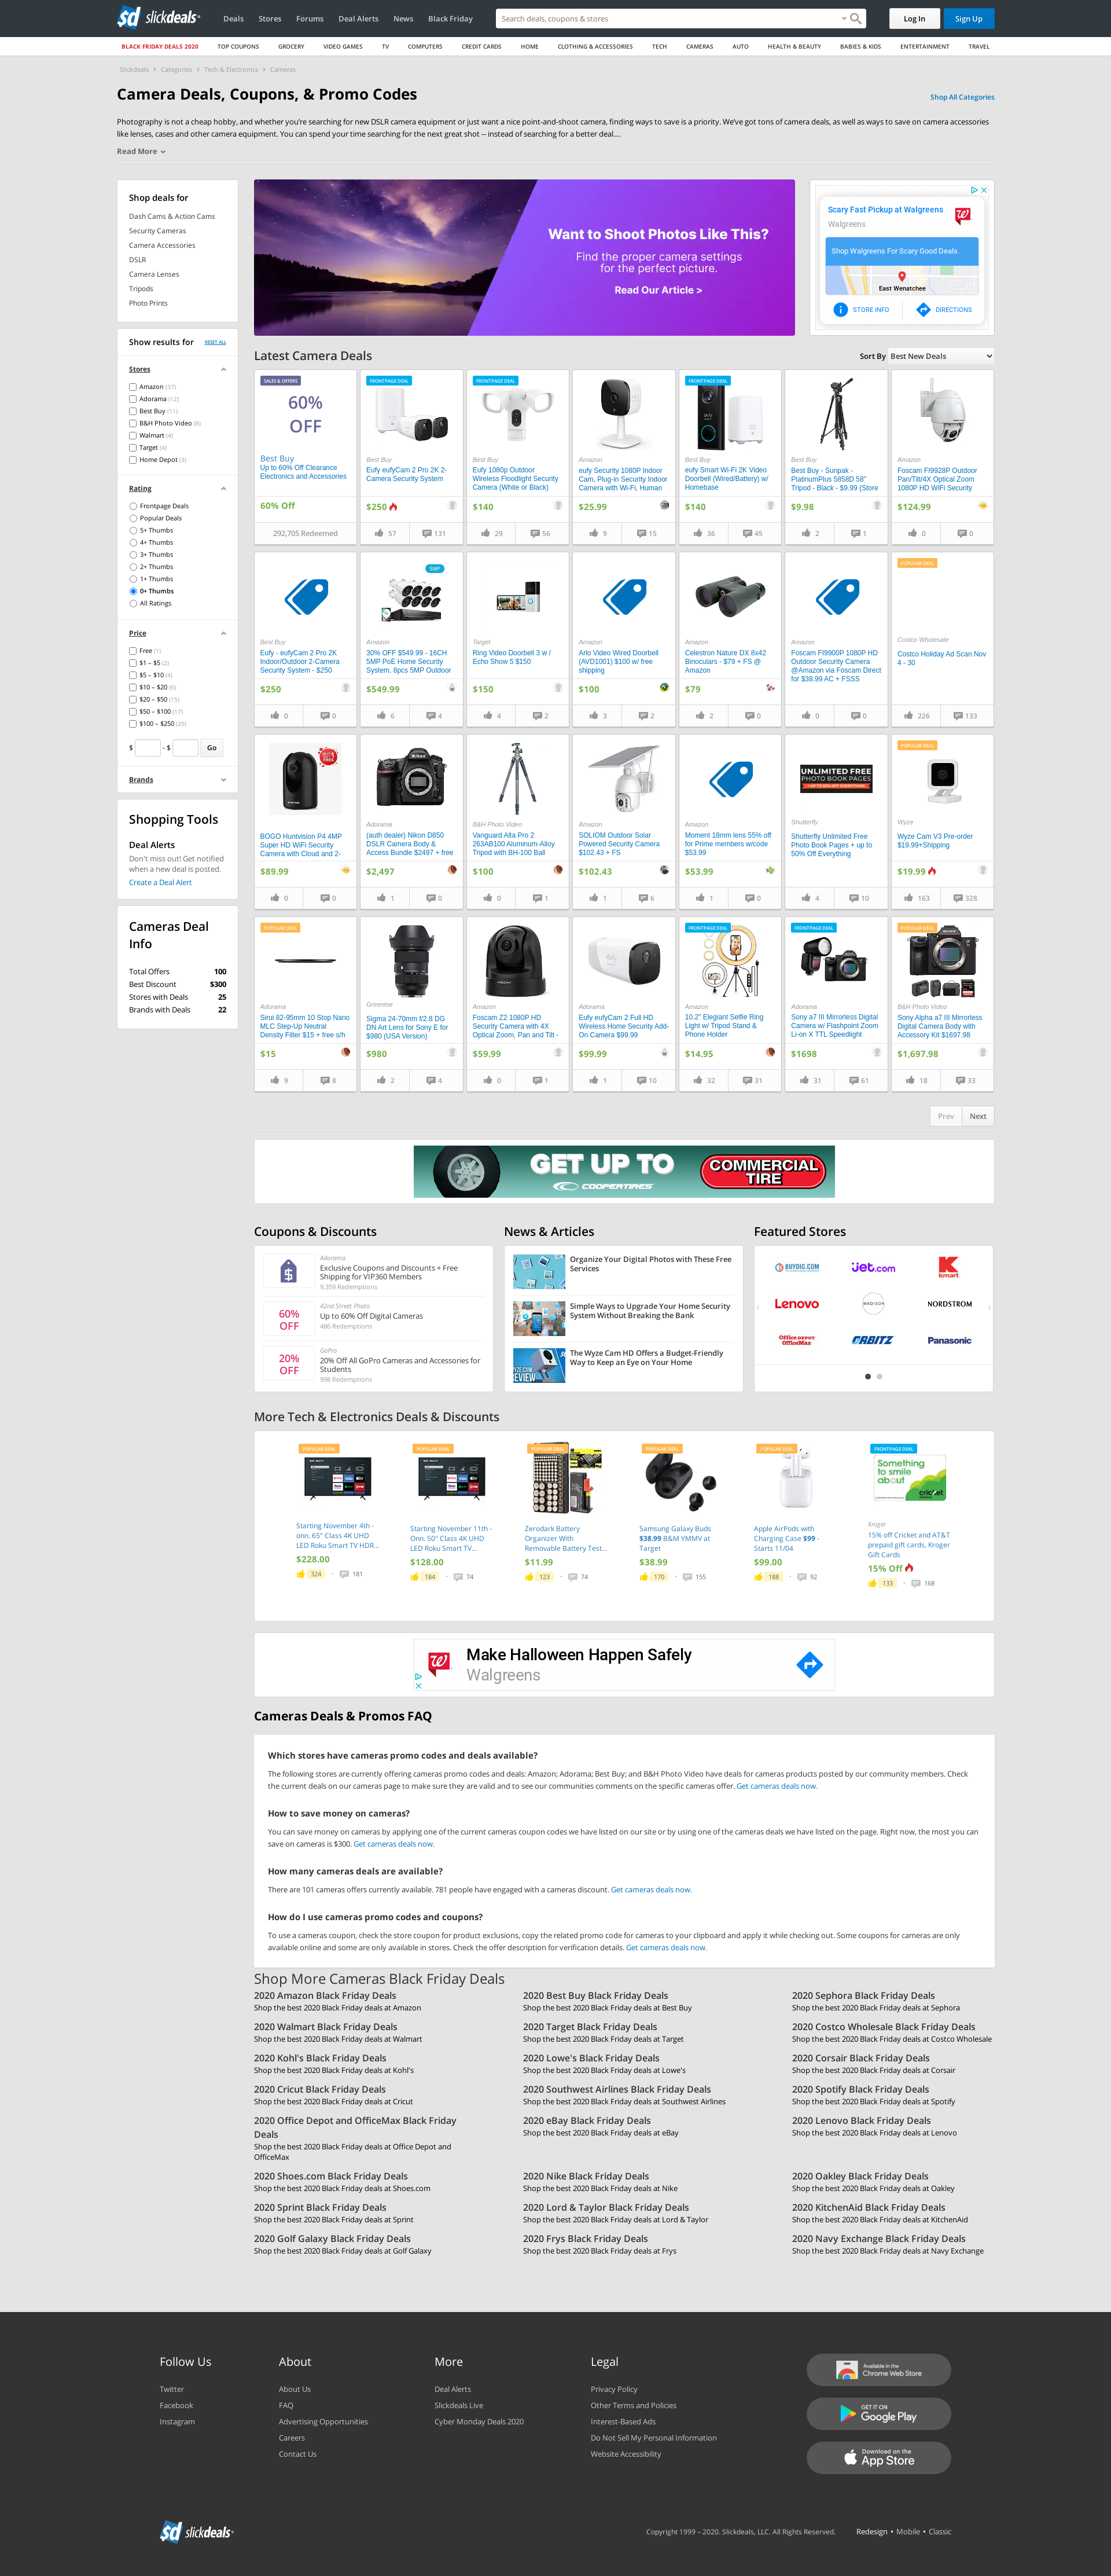 sd slickdeals
Deals
Stores
Forums
Deal Alerts
News
Black Friday
Search deals, coupons & stores
Log In
Sign Up
BLACK FRIDAY DEALS 2020
TOP COUPONS
GROCERY
VIDEO GAMES
TV
COMPUTERS
CREDIT CARDS
HOME
CLOTHING & ACCESSORIES
TECH
CAMERAS
AUTO
HEALTH & BEAUTY
BABIES & KIDS
ENTERTAINMENT
TRAVEL
Slickdeals > Categories > Tech & Electronics > Cameras
Camera Deals, Coupons, & Promo Codes
Shop All Categories
Photography is not a cheap hobby, and whether you're searching for new DSLR camera equipment or just want a nice point-and-shoot camera, finding ways to save is a priority. We've got tons of camera deals, as well as ways to save on camera accessories
like lenses, cases and other camera equipment. You can spend your time searching for the next great shot -- instead of searching for a better deal....
Read More
Shop deals for
Dash Cams & Action Cams
Security Cameras
Camera Accessories
DSLR
Camera Lenses
Tripods
Photo Prints
Show results for
RESET ALL
Stores
Amazon (37)
Adorama (12)
Best Buy (11)
B&H Photo Video (8)
Walmart (4)
Target (4)
Home Depot (3)
Rating
Frontpage Deals
Popular Deals
5+ Thumbs
4+ Thumbs
3+ Thumbs
2+ Thumbs
1+ Thumbs
0+ Thumbs
All Ratings
Price
Free (1)
$1 – $5 (2)
$5 – $10 (4)
$10 – $20 (6)
$20 – $50 (15)
$50 – $100 (17)
$100 – $250 (20)
$ - $ Go
Brands
Shopping Tools
Deal Alerts
Don't miss out! Get notified
when a new deal is posted.
Create a Deal Alert
Cameras Deal
Info
Total Offers 100
Best Discount $300
Stores with Deals 25
Brands with Deals 22
Want to Shoot Photos Like This?
Find the proper camera settings
for the perfect picture.
Read Our Article >
Scary Fast Pickup at Walgreens
Walgreens
Shop Walgreens For Scary Good Deals.
East Wenatchee
STORE INFO
DIRECTIONS
Latest Camera Deals
Sort By Best New Deals
SALES & OFFERS
60%
OFF
Best Buy
Up to 60% Off Clearance
Electronics and Accessories
60% Off
292,705 Redeemed
FRONTPAGE DEAL
Best Buy
Eufy eufyCam 2 Pro 2K 2-
Camera Security System
$250
57
131
FRONTPAGE DEAL
Best Buy
Eufy 1080p Outdoor
Wireless Floodlight Security
Camera (White or Black)
$140
29
56
Amazon
eufy Security 1080P Indoor
Cam, Plug-in Security Indoor
Camera with Wi-Fi, Human
$25.99
9
15
FRONTPAGE DEAL
Best Buy
eufy Smart Wi-Fi 2K Video
Doorbell (Wired/Battery) w/
Homebase
$140
36
45
Best Buy
Best Buy - Sunpak -
PlatinumPlus 5858D 58"
Tripod - Black - $9.99 (Store
$9.98
2
1
Amazon
Foscam FI9928P Outdoor
Pan/Tilt/4X Optical Zoom
1080P HD WiFi Security
$124.99
0
0
Best Buy
Eufy - eufyCam 2 Pro 2K
Indoor/Outdoor 2-Camera
Security System - $250
$250
0
0
5MP
Amazon
30% OFF $549.99 - 16CH
5MP PoE Home Security
System, 8pcs 5MP Outdoor
$549.99
6
4
Target
Ring Video Doorbell 3 w /
Echo Show 5 $150
$150
4
2
Amazon
Arlo Video Wired Doorbell
(AVD1001) $100 w/ free
shipping
$100
3
2
Amazon
Celestron Nature DX 8x42
Binoculars - $79 + FS @
Amazon
$79
2
0
Amazon
Foscam FI9900P 1080P HD
Outdoor Security Camera
@Amazon via Foscam Direct
for $38.99 AC + FSSS
0
0
POPULAR DEAL
Costco Wholesale
Costco Holiday Ad Scan Nov
4 - 30
226
133
BOGO Huntvision P4 4MP
Super HD WiFi Security
Camera with Cloud and 2-
$89.99
0
0
Adorama
(auth dealer) Nikon D850
DSLR Camera Body &
Access Bundle $2497 + free
$2,497
1
0
B&H Photo Video
Vanguard Alta Pro 2
263AB100 Aluminum-Alloy
Tripod with BH-100 Ball
$100
0
1
Amazon
SOLIOM Outdoor Solar
Powered Security Camera
$102.43 + FS
$102.43
1
6
Amazon
Moment 18mm lens 55% off
for Prime members w/code
$53.99
$53.99
1
0
UNLIMITED FREE
PHOTO BOOK PAGES
+ UP TO 50% OFF EVERYTHING
Shutterfly
Shutterfly Unlimited Free
Photo Book Pages + up to
50% Off Everything
4
10
POPULAR DEAL
Wyze
Wyze Cam V3 Pre-order
$19.99+Shipping
$19.99
163
328
POPULAR DEAL
Adorama
Sirui 82-95mm 10 Stop Nano
MLC Step-Up Neutral
Density Filter $15 + free s/h
$15
9
8
Greentoe
Sigma 24-70mm f/2.8 DG
DN Art Lens for Sony E for
$980 (USA Version)
$980
2
4
Amazon
Foscam Z2 1080P HD
Security Camera with 4X
Optical Zoom, Pan and Tilt -
$59.99
0
1
Adorama
Eufy eufyCam 2 Full HD
Wireless Home Security Add-
On Camera $99.99
$99.99
1
10
FRONTPAGE DEAL
Amazon
10.2" Elegiant Selfie Ring
Light w/ Tripod Stand &
Phone Holder
$14.95
32
31
FRONTPAGE DEAL
Adorama
Sony a7 III Mirrorless Digital
Camera w/ Flashpoint Zoom
Li-on X TTL Speedlight
$1698
31
61
POPULAR DEAL
B&H Photo Video
Sony Alpha a7 III Mirrorless
Digital Camera Body with
Accessory Kit $1697.98
$1,697.98
18
33
Prev
Next
GET UP TO
COOPERTIRES
COMMERCIAL
TIRE
Coupons & Discounts
Adorama
Exclusive Coupons and Discounts + Free
Shipping for VIP360 Members
9,359 Redemptions
60%
OFF
42nd Street Photo
Up to 60% Off Digital Cameras
486 Redemptions
20%
OFF
GoPro
20% Off All GoPro Cameras and Accessories for
Students
998 Redemptions
News & Articles
Organize Your Digital Photos with These Free
Services
Simple Ways to Upgrade Your Home Security
System Without Breaking the Bank
WYZE CAM
REVIEW
The Wyze Cam HD Offers a Budget-Friendly
Way to Keep an Eye on Your Home
Featured Stores
BUYDIG.COM
jet.com
kmart
Lenovo
MADISON
NORDSTROM
Office DEPOT
OfficeMax
ORBITZ
Panasonic
More Tech & Electronics Deals & Discounts
POPULAR DEAL
Starting November 4th -
onn. 65" Class 4K UHD
LED Roku Smart TV HDR...
$228.00
324
181
POPULAR DEAL
Starting November 11th -
Onn. 50" Class 4K UHD
LED Roku Smart TV...
$128.00
184
74
POPULAR DEAL
Zerodark Battery
Organizer With
Removable Battery Test...
$11.99
123
74
POPULAR DEAL
Samsung Galaxy Buds
$38.99 B&M YMMV at
Target
$38.99
170
155
POPULAR DEAL
Apple AirPods with
Charging Case $99 -
Starts 11/04
$99.00
188
92
FRONTPAGE DEAL
Something
to smile
about
cricket
Kroger
15% off Cricket and AT&T
prepaid gift cards, Kroger
Gift Cards
15% Off
133
168
Make Halloween Happen Safely
Walgreens
Cameras Deals & Promos FAQ
Which stores have cameras promo codes and deals available?
The following stores are currently offering cameras promo codes and deals: Amazon; Adorama; Best Buy; and B&H Photo Video have deals for cameras products posted by our community members. Check
the current deals on our cameras page to make sure they are valid and to see our communities comments on the specific cameras offer. Get cameras deals now.
How to save money on cameras?
You can save money on cameras by applying one of the current cameras coupon codes we have listed on our site or by using one of the cameras deals we have listed on the page. Right now, the most you can
save on cameras is $300. Get cameras deals now.
How many cameras deals are available?
There are 101 cameras offers currently available. 781 people have engaged with a cameras discount. Get cameras deals now.
How do I use cameras promo codes and coupons?
To use a cameras coupon, check the store coupon for product exclusions, copy the related promo code for cameras to your clipboard and apply it while checking out. Some coupons for cameras are only
available online and some are only available in stores. Check the offer description for verification details. Get cameras deals now.
Shop More Cameras Black Friday Deals
2020 Amazon Black Friday Deals
Shop the best 2020 Black Friday deals at Amazon
2020 Best Buy Black Friday Deals
Shop the best 2020 Black Friday deals at Best Buy
2020 Sephora Black Friday Deals
Shop the best 2020 Black Friday deals at Sephora
2020 Walmart Black Friday Deals
Shop the best 2020 Black Friday deals at Walmart
2020 Target Black Friday Deals
Shop the best 2020 Black Friday deals at Target
2020 Costco Wholesale Black Friday Deals
Shop the best 2020 Black Friday deals at Costco Wholesale
2020 Kohl's Black Friday Deals
Shop the best 2020 Black Friday deals at Kohl's
2020 Lowe's Black Friday Deals
Shop the best 2020 Black Friday deals at Lowe's
2020 Corsair Black Friday Deals
Shop the best 2020 Black Friday deals at Corsair
2020 Cricut Black Friday Deals
Shop the best 2020 Black Friday deals at Cricut
2020 Southwest Airlines Black Friday Deals
Shop the best 2020 Black Friday deals at Southwest Airlines
2020 Spotify Black Friday Deals
Shop the best 2020 Black Friday deals at Spotify
2020 Office Depot and OfficeMax Black Friday
Deals
Shop the best 2020 Black Friday deals at Office Depot and
OfficeMax
2020 eBay Black Friday Deals
Shop the best 2020 Black Friday deals at eBay
2020 Lenovo Black Friday Deals
Shop the best 2020 Black Friday deals at Lenovo
2020 Shoes.com Black Friday Deals
Shop the best 2020 Black Friday deals at Shoes.com
2020 Nike Black Friday Deals
Shop the best 2020 Black Friday deals at Nike
2020 Oakley Black Friday Deals
Shop the best 2020 Black Friday deals at Oakley
2020 Sprint Black Friday Deals
Shop the best 2020 Black Friday deals at Sprint
2020 Lord & Taylor Black Friday Deals
Shop the best 2020 Black Friday deals at Lord & Taylor
2020 KitchenAid Black Friday Deals
Shop the best 2020 Black Friday deals at KitchenAid
2020 Golf Galaxy Black Friday Deals
Shop the best 2020 Black Friday deals at Golf Galaxy
2020 Frys Black Friday Deals
Shop the best 2020 Black Friday deals at Frys
2020 Navy Exchange Black Friday Deals
Shop the best 2020 Black Friday deals at Navy Exchange
Follow Us
Twitter
Facebook
Instagram
About
About Us
FAQ
Advertising Opportunities
Careers
Contact Us
More
Deal Alerts
Slickdeals Live
Cyber Monday Deals 2020
Legal
Privacy Policy
Other Terms and Policies
Interest-Based Ads
Do Not Sell My Personal Information
Website Accessibility
Available in the
Chrome Web Store
GET IT ON
Google Play
Download on the
App Store
sd slickdeals
Copyright 1999 – 2020. Slickdeals, LLC. All Rights Reserved.
Redesign • Mobile • Classic